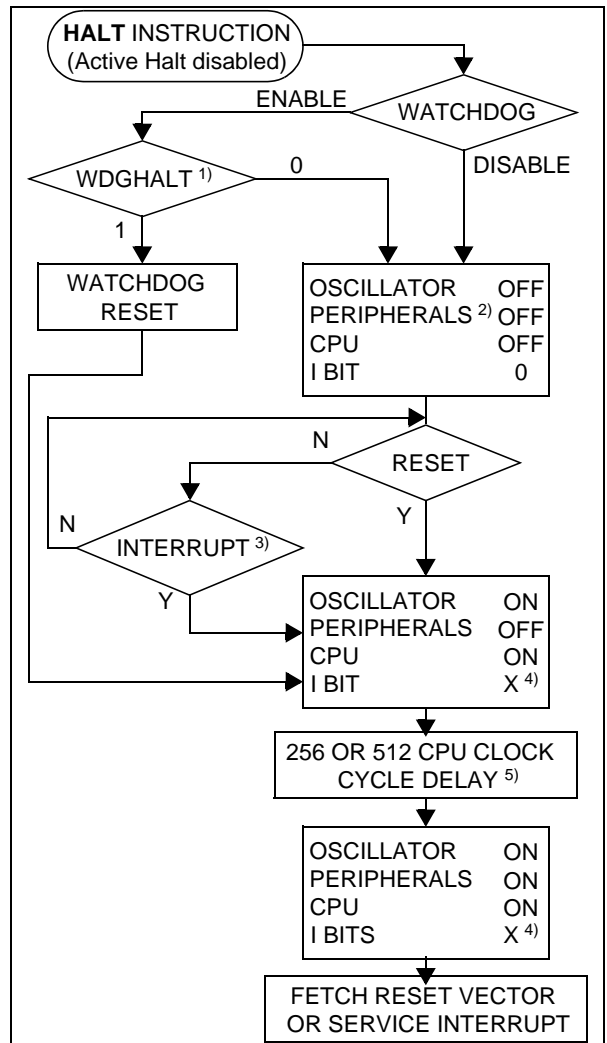 HALT INSTRUCTION
(Active Halt disabled)
ENABLE
WATCHDOG
WDGHALT 1)
0
DISABLE
1
WATCHDOG
RESET
OSCILLATOR OFF
PERIPHERALS 2) OFF
CPU OFF
I BIT 0
N
RESET
N
Y
INTERRUPT 3)
Y
OSCILLATOR ON
PERIPHERALS OFF
CPU ON
I BIT X 4)
256 OR 512 CPU CLOCK
CYCLE DELAY 5)
OSCILLATOR ON
PERIPHERALS ON
CPU ON
I BITS X 4)
FETCH RESET VECTOR
OR SERVICE INTERRUPT